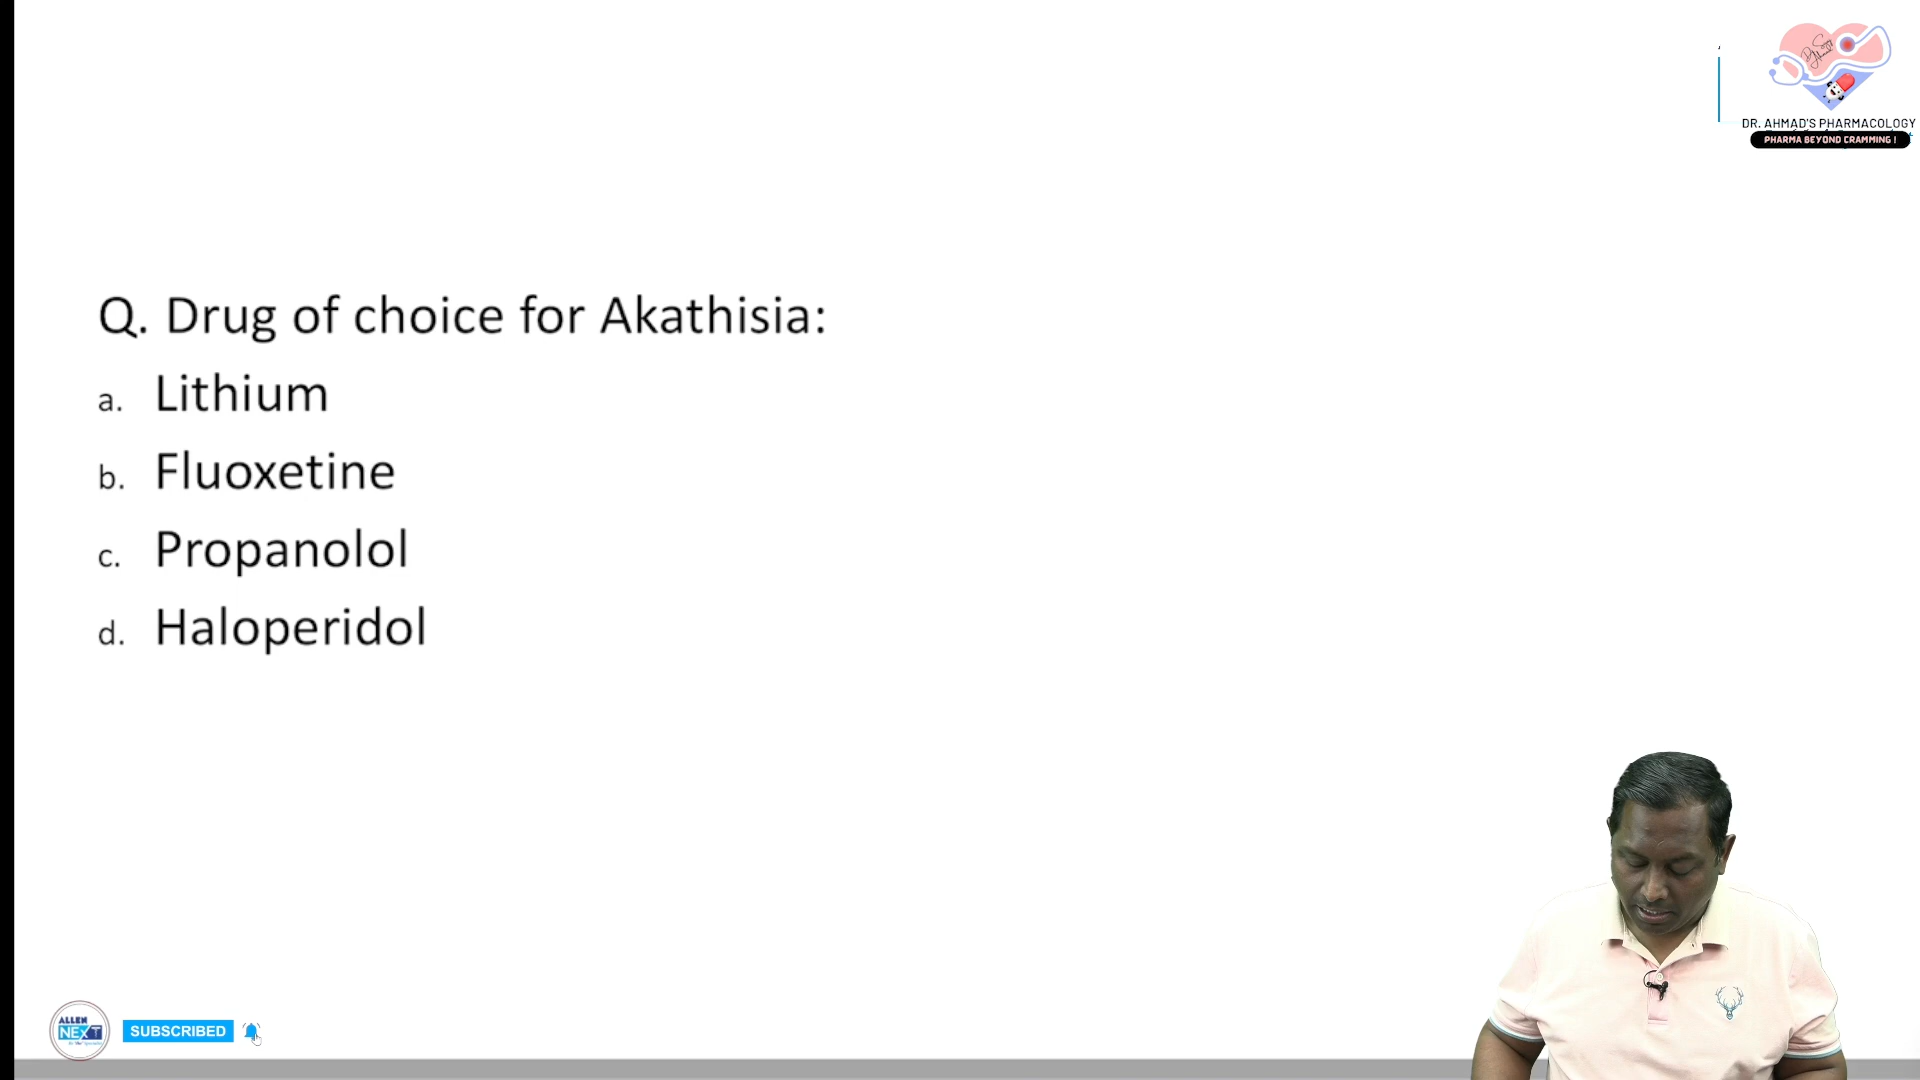 DR. AHMAD'S PHARMACOLOGY
PHARMA BEYOND CRAMMING !
Q. Drug of choice for Akathisia:
a. Lithium
b. Fluoxetine
c. Propanolol
d. Haloperidol
ALLEN
NEXT
SUBSCRIBED